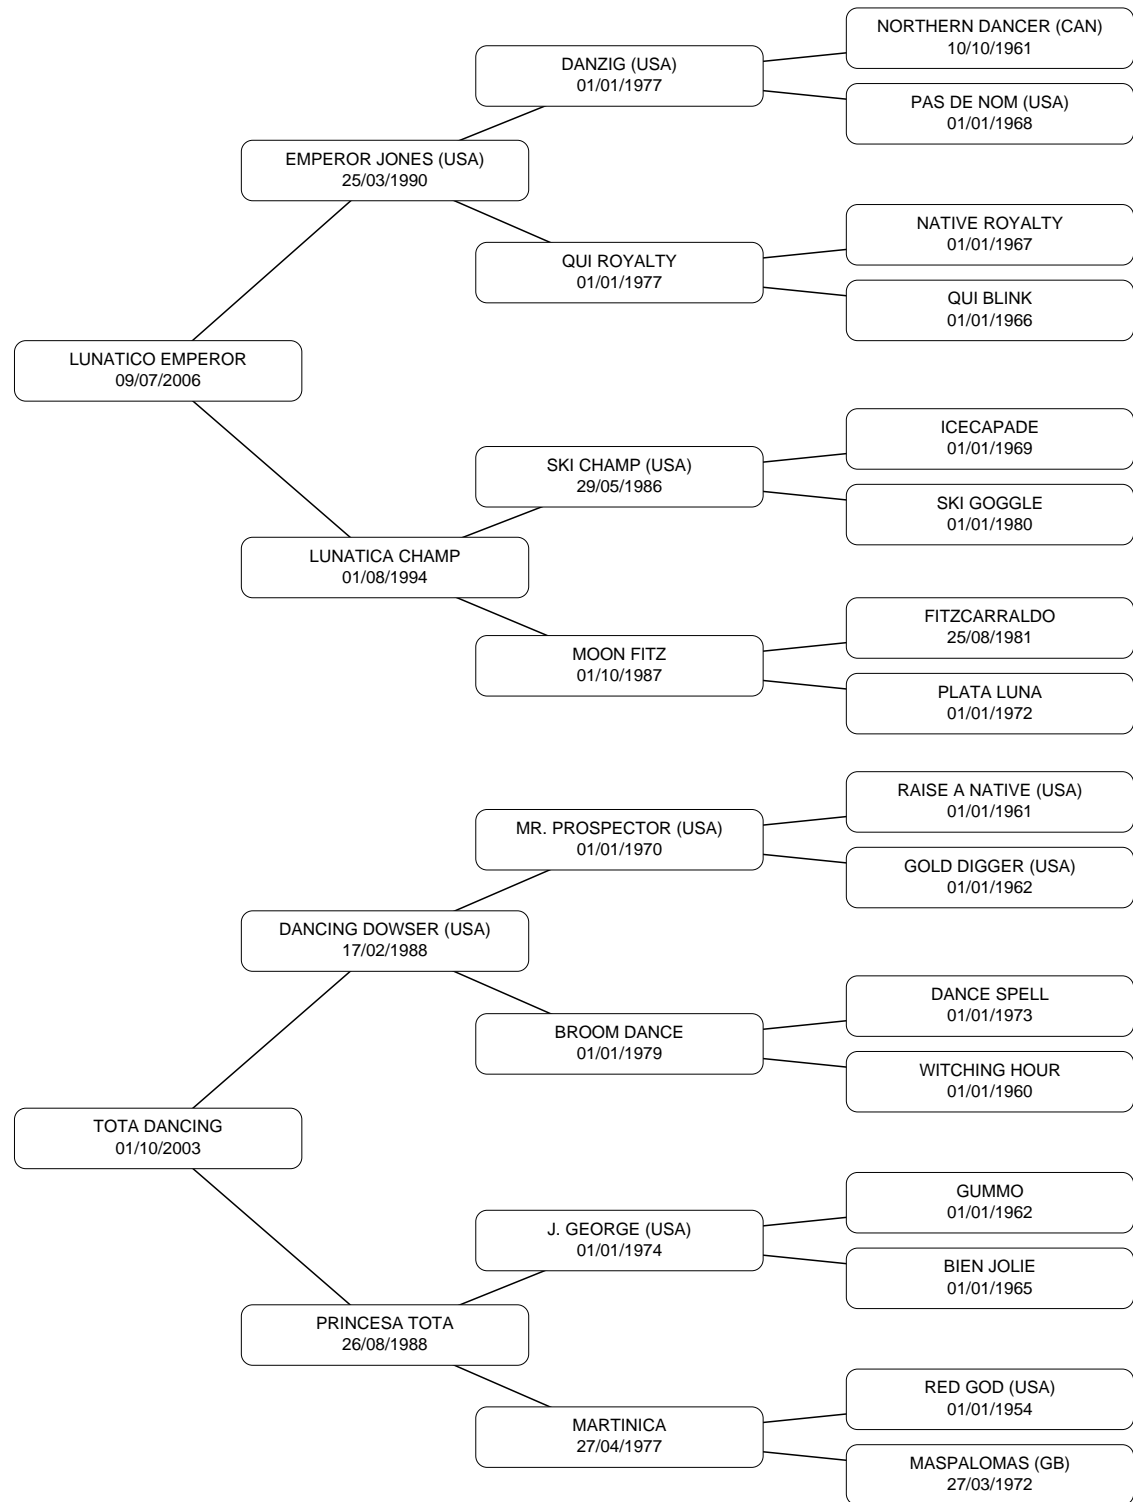 NORTHERN DANCER (CAN)
10/10/1961
DANZIG (USA)
01/01/1977
PAS DE NOM (USA)
01/01/1968
EMPEROR JONES (USA)
25/03/1990
NATIVE ROYALTY
01/01/1967
QUI ROYALTY
01/01/1977
QUI BLINK
01/01/1966
LUNATICO EMPEROR
09/07/2006
ICECAPADE
01/01/1969
SKI CHAMP (USA)
29/05/1986
SKI GOGGLE
01/01/1980
LUNATICA CHAMP
01/08/1994
FITZCARRALDO
25/08/1981
MOON FITZ
01/10/1987
PLATA LUNA
01/01/1972
RAISE A NATIVE (USA)
01/01/1961
MR. PROSPECTOR (USA)
01/01/1970
GOLD DIGGER (USA)
01/01/1962
DANCING DOWSER (USA)
17/02/1988
DANCE SPELL
01/01/1973
BROOM DANCE
01/01/1979
WITCHING HOUR
01/01/1960
TOTA DANCING
01/10/2003
GUMMO
01/01/1962
J. GEORGE (USA)
01/01/1974
BIEN JOLIE
01/01/1965
PRINCESA TOTA
26/08/1988
RED GOD (USA)
01/01/1954
MARTINICA
27/04/1977
MASPALOMAS (GB)
27/03/1972